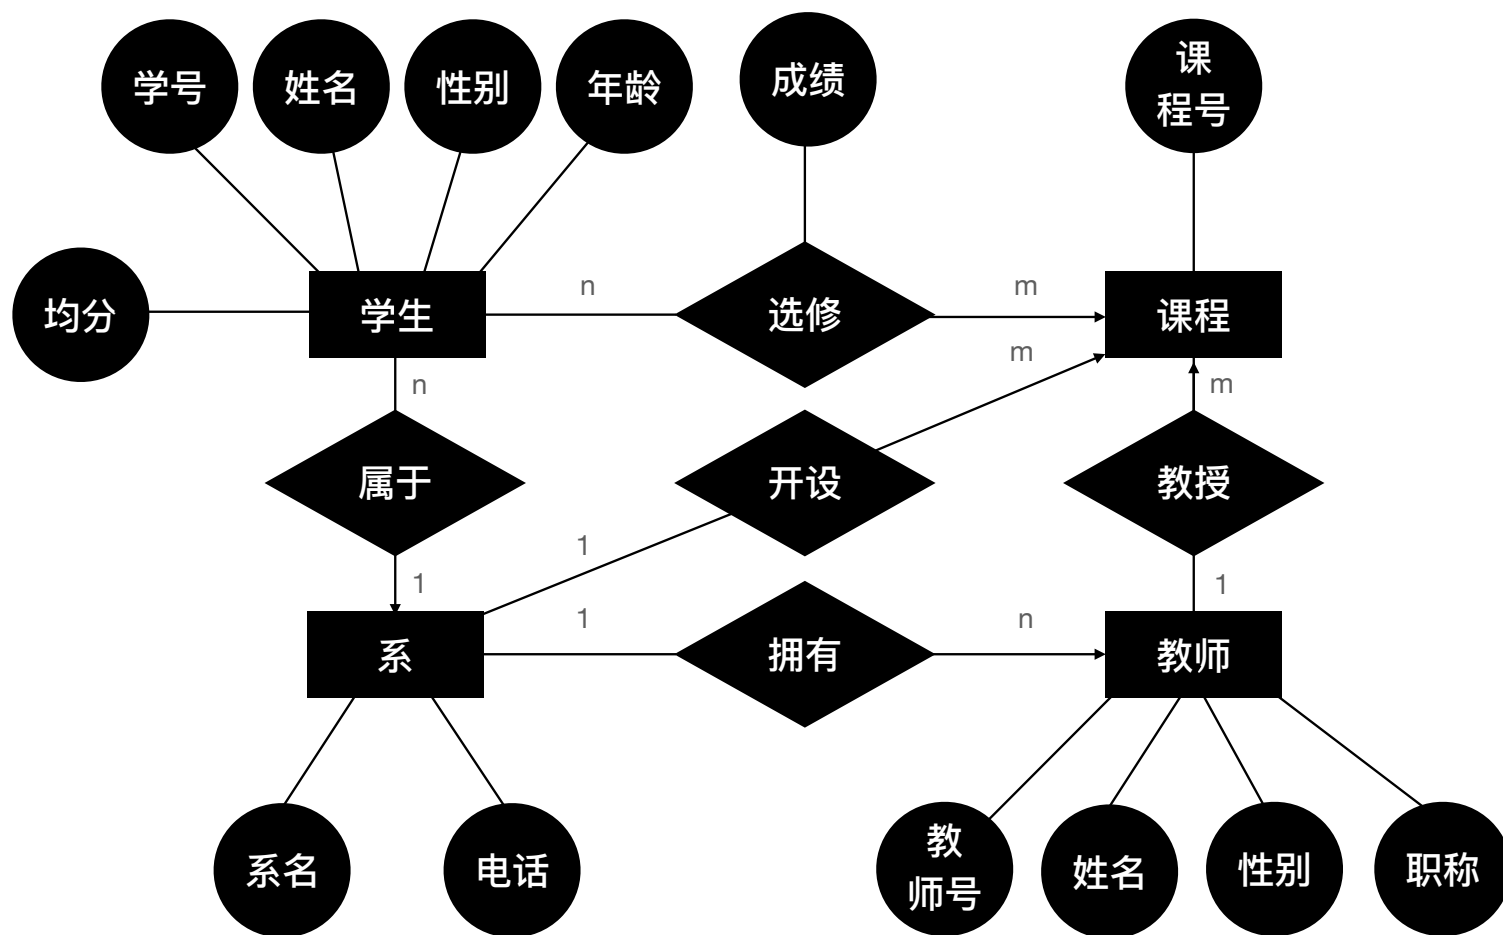 学号
姓名
性别
年龄
成绩
课
程号
均分
学生
n
选修
m
课程
n
m
m
属于
开设
教授
1
1
1
1
n
系
拥有
教师
系名
电话
教
师号
姓名
性别
职称